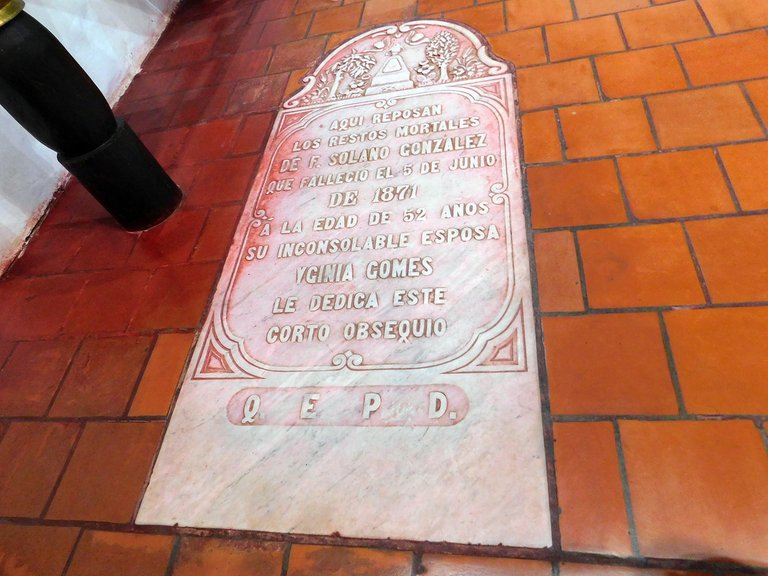 AQUI REPOSAN
LOS RESTOS MORTALES
DE F. SOLANO GONZALEZ
QUE FALLECIO EL 5 DE JUNIO
DE 1871
A LA EDAD DE 52 AÑOS
SU INCONSOLABLE ESPOSA
YGINIA GOMES
LE DEDICA ESTE
CORTO OBSEQUIO
Q. E. P. D.